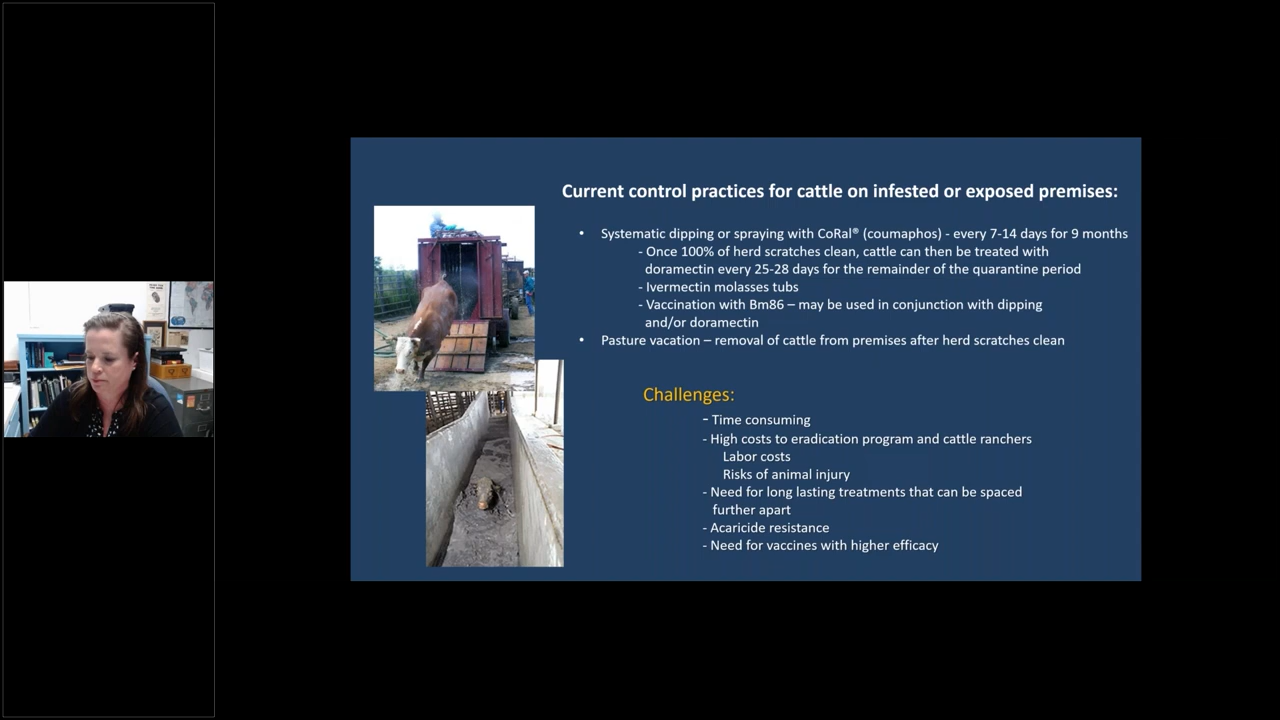 Current control practices for cattle on infested or exposed premises:
• Systematic dipping or spraying with CoRal® (coumaphos) - every 7-14 days for 9 months
- Once 100% of herd scratches clean, cattle can then be treated with
doramectin every 25-28 days for the remainder of the quarantine period
- Ivermectin molasses tubs
- Vaccination with Bm86 – may be used in conjunction with dipping
and/or doramectin
• Pasture vacation – removal of cattle from premises after herd scratches clean
Challenges:
- Time consuming
- High costs to eradication program and cattle ranchers
Labor costs
Risks of animal injury
- Need for long lasting treatments that can be spaced
further apart
- Acaricide resistance
- Need for vaccines with higher efficacy